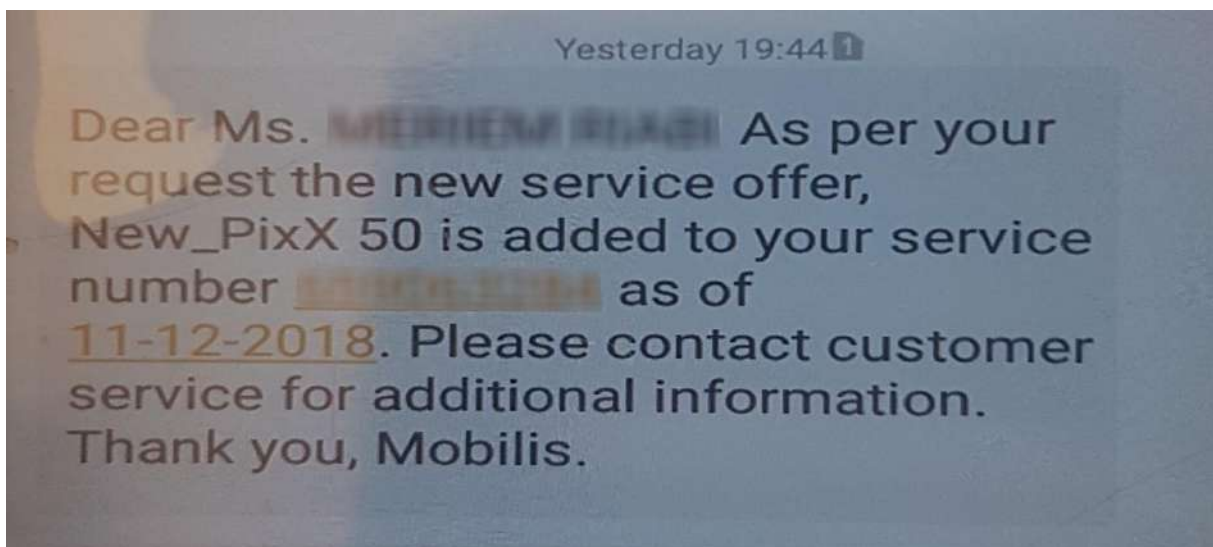 Yesterday 19:44 1
Dear Ms. As per your
request the new service offer,
New_PixX 50 is added to your service
number as of
11-12-2018. Please contact customer
service for additional information.
Thank you, Mobilis.